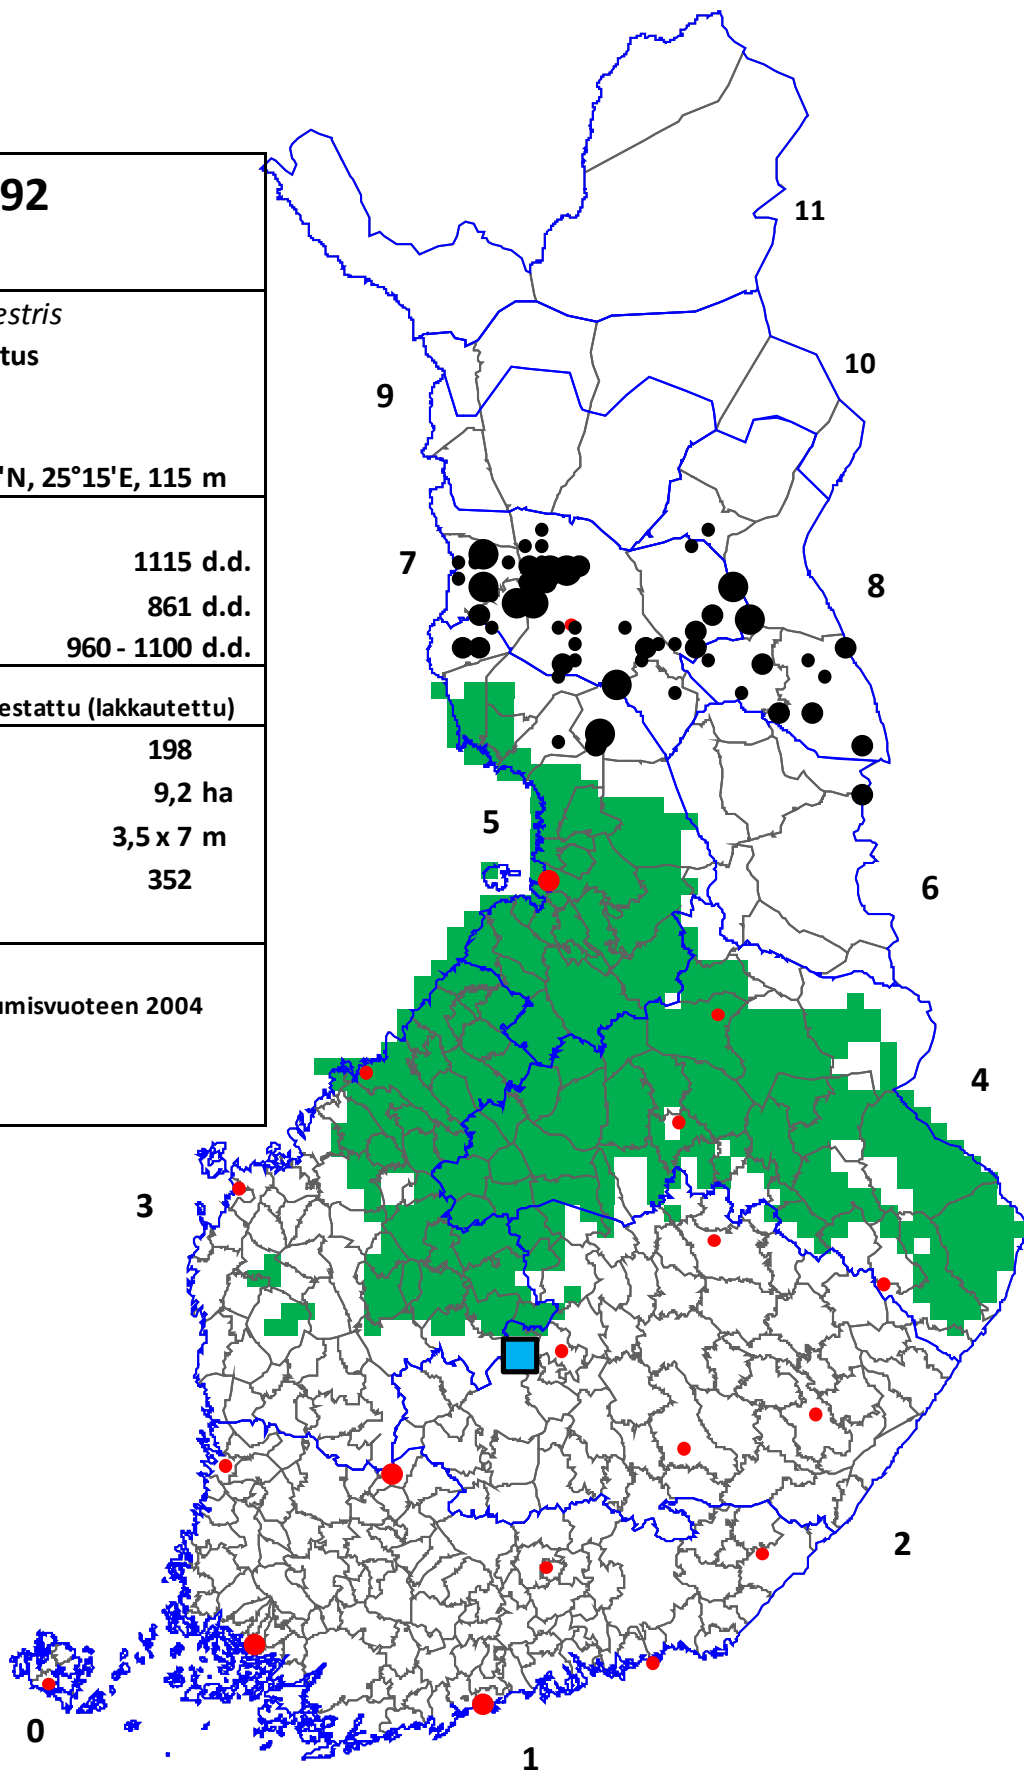 92
estris
tus
'N, 25°15'E, 115 m
1115 d.d.
861 d.d.
960 - 1100 d.d.
estattu (lakkautettu)
198
9,2 ha
3,5 x 7 m
352
umisvuoteen 2004
11
10
9
7
8
5
6
4
3
2
0
1